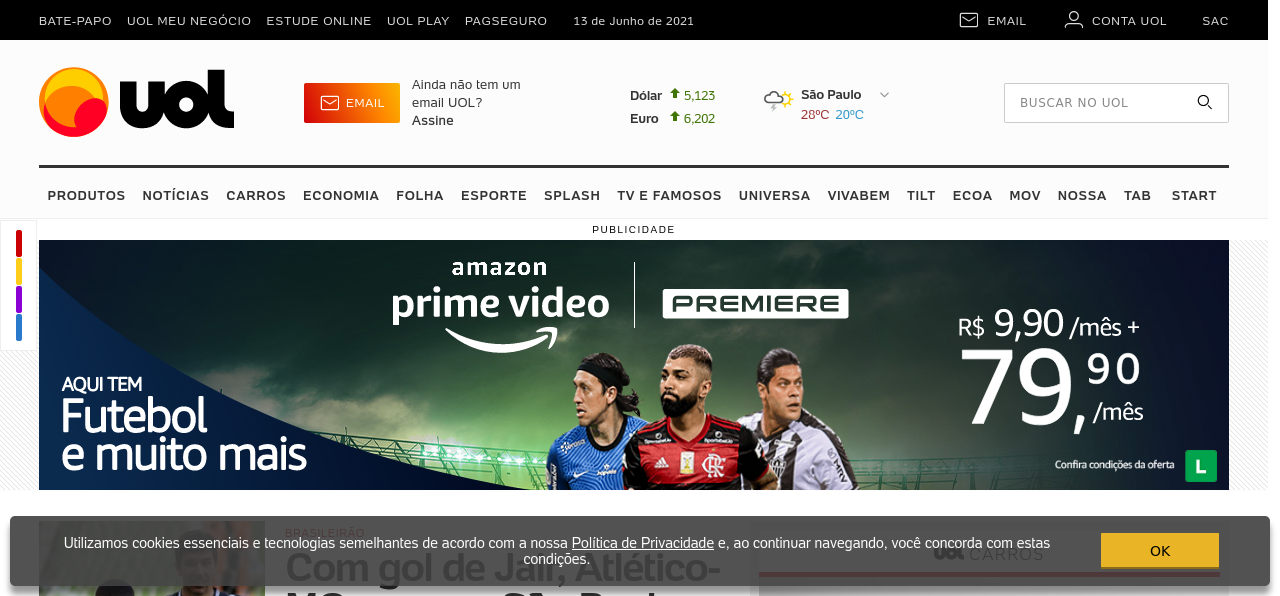 BATE-PAPO UOL MEU NEGÓCIO ESTUDE ONLINE UOL PLAY PAGSEGURO 13 de Junho de 2021 EMAIL CONTA UOL SAC
uol
EMAIL
Ainda não tem um
email UOL?
Assine
Dólar 5,123
Euro 6,202
São Paulo
28ºC 20ºC
BUSCAR NO UOL
PRODUTOS NOTÍCIAS CARROS ECONOMIA FOLHA ESPORTE SPLASH TV E FAMOSOS UNIVERSA VIVABEM TILT ECOA MOV NOSSA TAB START
PUBLICIDADE
amazon
prime video
PREMIERE
R$ 9,90 /mês +
79,90
/mês
AQUI TEM
Futebol
e muito mais
Confira condições da oferta
L
BRASILEIRÃO
Com gol de Jair, Atlético-
uol CARROS
Utilizamos cookies essenciais e tecnologias semelhantes de acordo com a nossa Política de Privacidade e, ao continuar navegando, você concorda com estas
condições.
OK